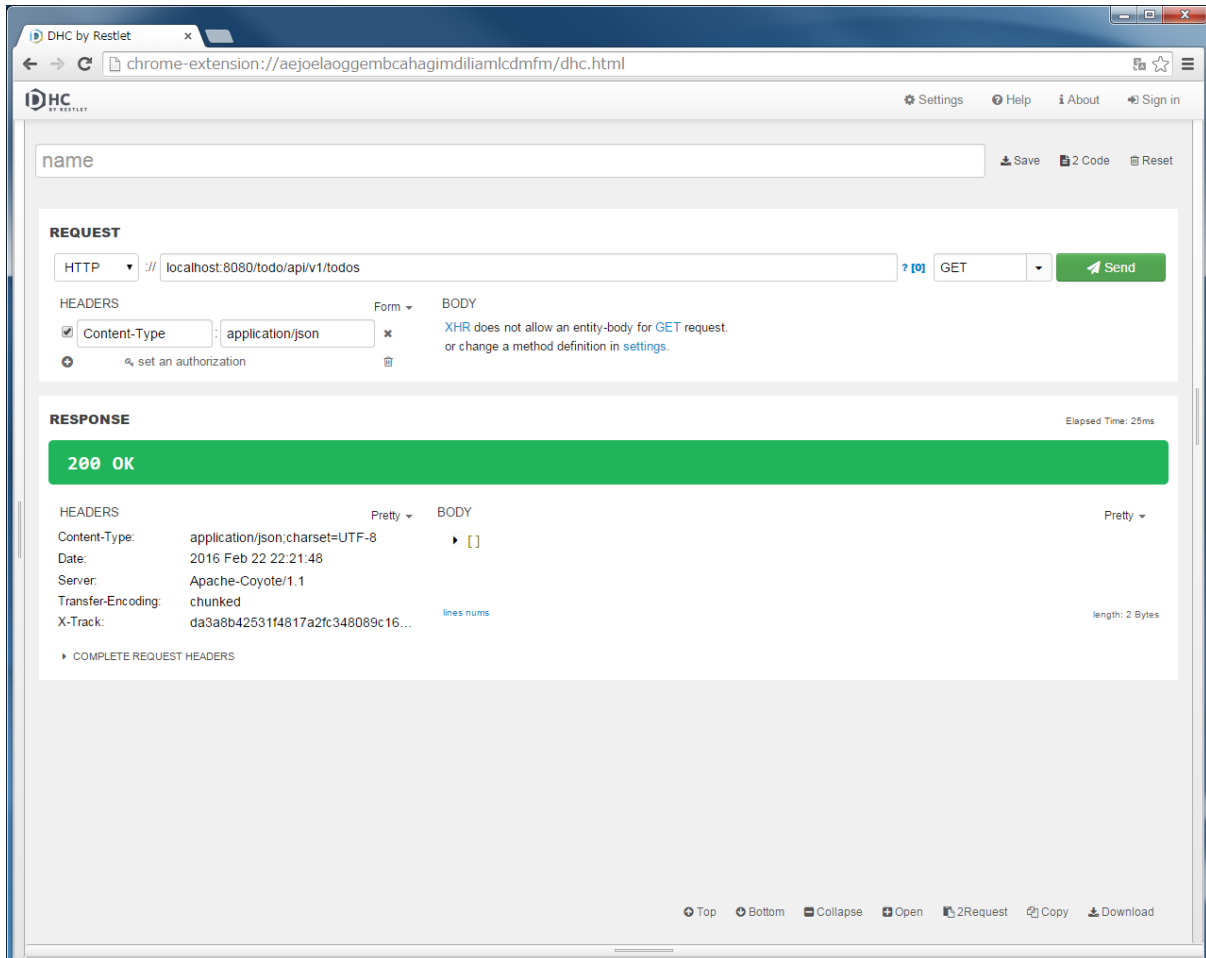 DHC by Restlet
chrome-extension://aejoelaoggembcahagimdiliamlcdmfm/dhc.html
DHC
BY RESTLET
Settings Help About Sign in
name
Save 2 Code Reset
REQUEST
HTTP :// localhost:8080/todo/api/v1/todos ? [0] GET Send
HEADERS Form BODY
Content-Type : application/json
XHR does not allow an entity-body for GET request.
or change a method definition in settings.
set an authorization
RESPONSE Elapsed Time: 25ms
200 OK
HEADERS Pretty BODY Pretty
Content-Type: application/json;charset=UTF-8
[]
Date: 2016 Feb 22 22:21:48
Server: Apache-Coyote/1.1
Transfer-Encoding: chunked
lines nums length: 2 Bytes
X-Track: da3a8b42531f4817a2fc348089c16...
COMPLETE REQUEST HEADERS
Top Bottom Collapse Open 2Request Copy Download